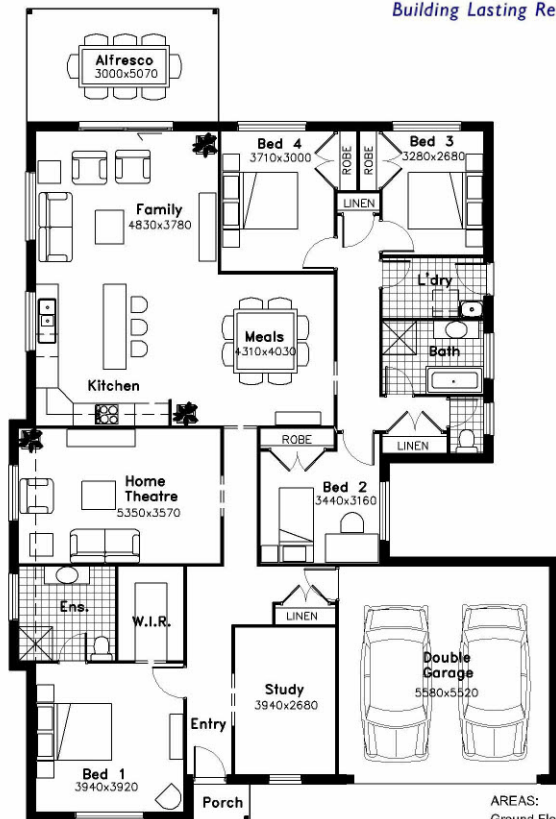 Building Lasting Re
Alfresco
3000x5070
Bed 4
3710x3000
ROBE
ROBE
Bed 3
3280x2680
LINEN
Family
4830x3780
L'dry
Meals
4310x4030
Bath
Kitchen
LINEN
ROBE
Home
Theatre
5350x3570
Bed 2
3440x3160
Ens.
W.I.R.
LINEN
Double
Garage
5580x5520
Study
3940x2680
Entry
Bed 1
3940x3920
Porch
AREAS: